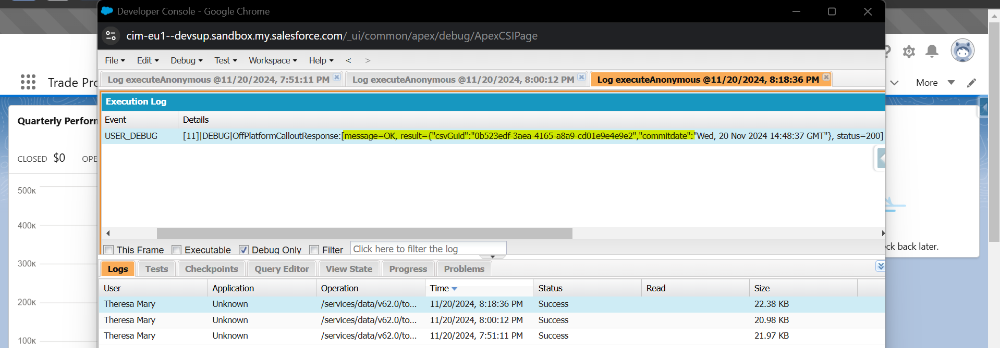 Developer Console - Google Chrome
cim-eu1--devsup.sandbox.my.salesforce.com/_ui/common/apex/debug/ApexCSIPage
File Edit Debug Test Workspace Help < >
Log executeAnonymous @11/20/2024, 7:51:11 PM Log executeAnonymous @11/20/2024, 8:00:12 PM Log executeAnonymous @11/20/2024, 8:18:36 PM
Trade Pro
More
Execution Log
Event Details
USER_DEBUG [11]|DEBUG|OffPlatformCalloutResponse:[message=OK, result={"csvGuid":"0b523edf-3aea-4165-a8a9-cd01e9e4e9e2","commitdate":"Wed, 20 Nov 2024 14:48:37 GMT"}, status=200]
Quarterly Perform
CLOSED $0 OPE
500K
400K
300K
200K
100K
This Frame Executable Debug Only Filter Click here to filter the log
ck back later.
Logs Tests Checkpoints Query Editor View State Progress Problems
User Application Operation Time Status Read Size
Theresa Mary Unknown /services/data/v62.0/to... 11/20/2024, 8:18:36 PM Success 22.38 KB
Theresa Mary Unknown /services/data/v62.0/to... 11/20/2024, 8:00:12 PM Success 20.98 KB
Theresa Mary Unknown /services/data/v62.0/to... 11/20/2024, 7:51:11 PM Success 21.97 KB